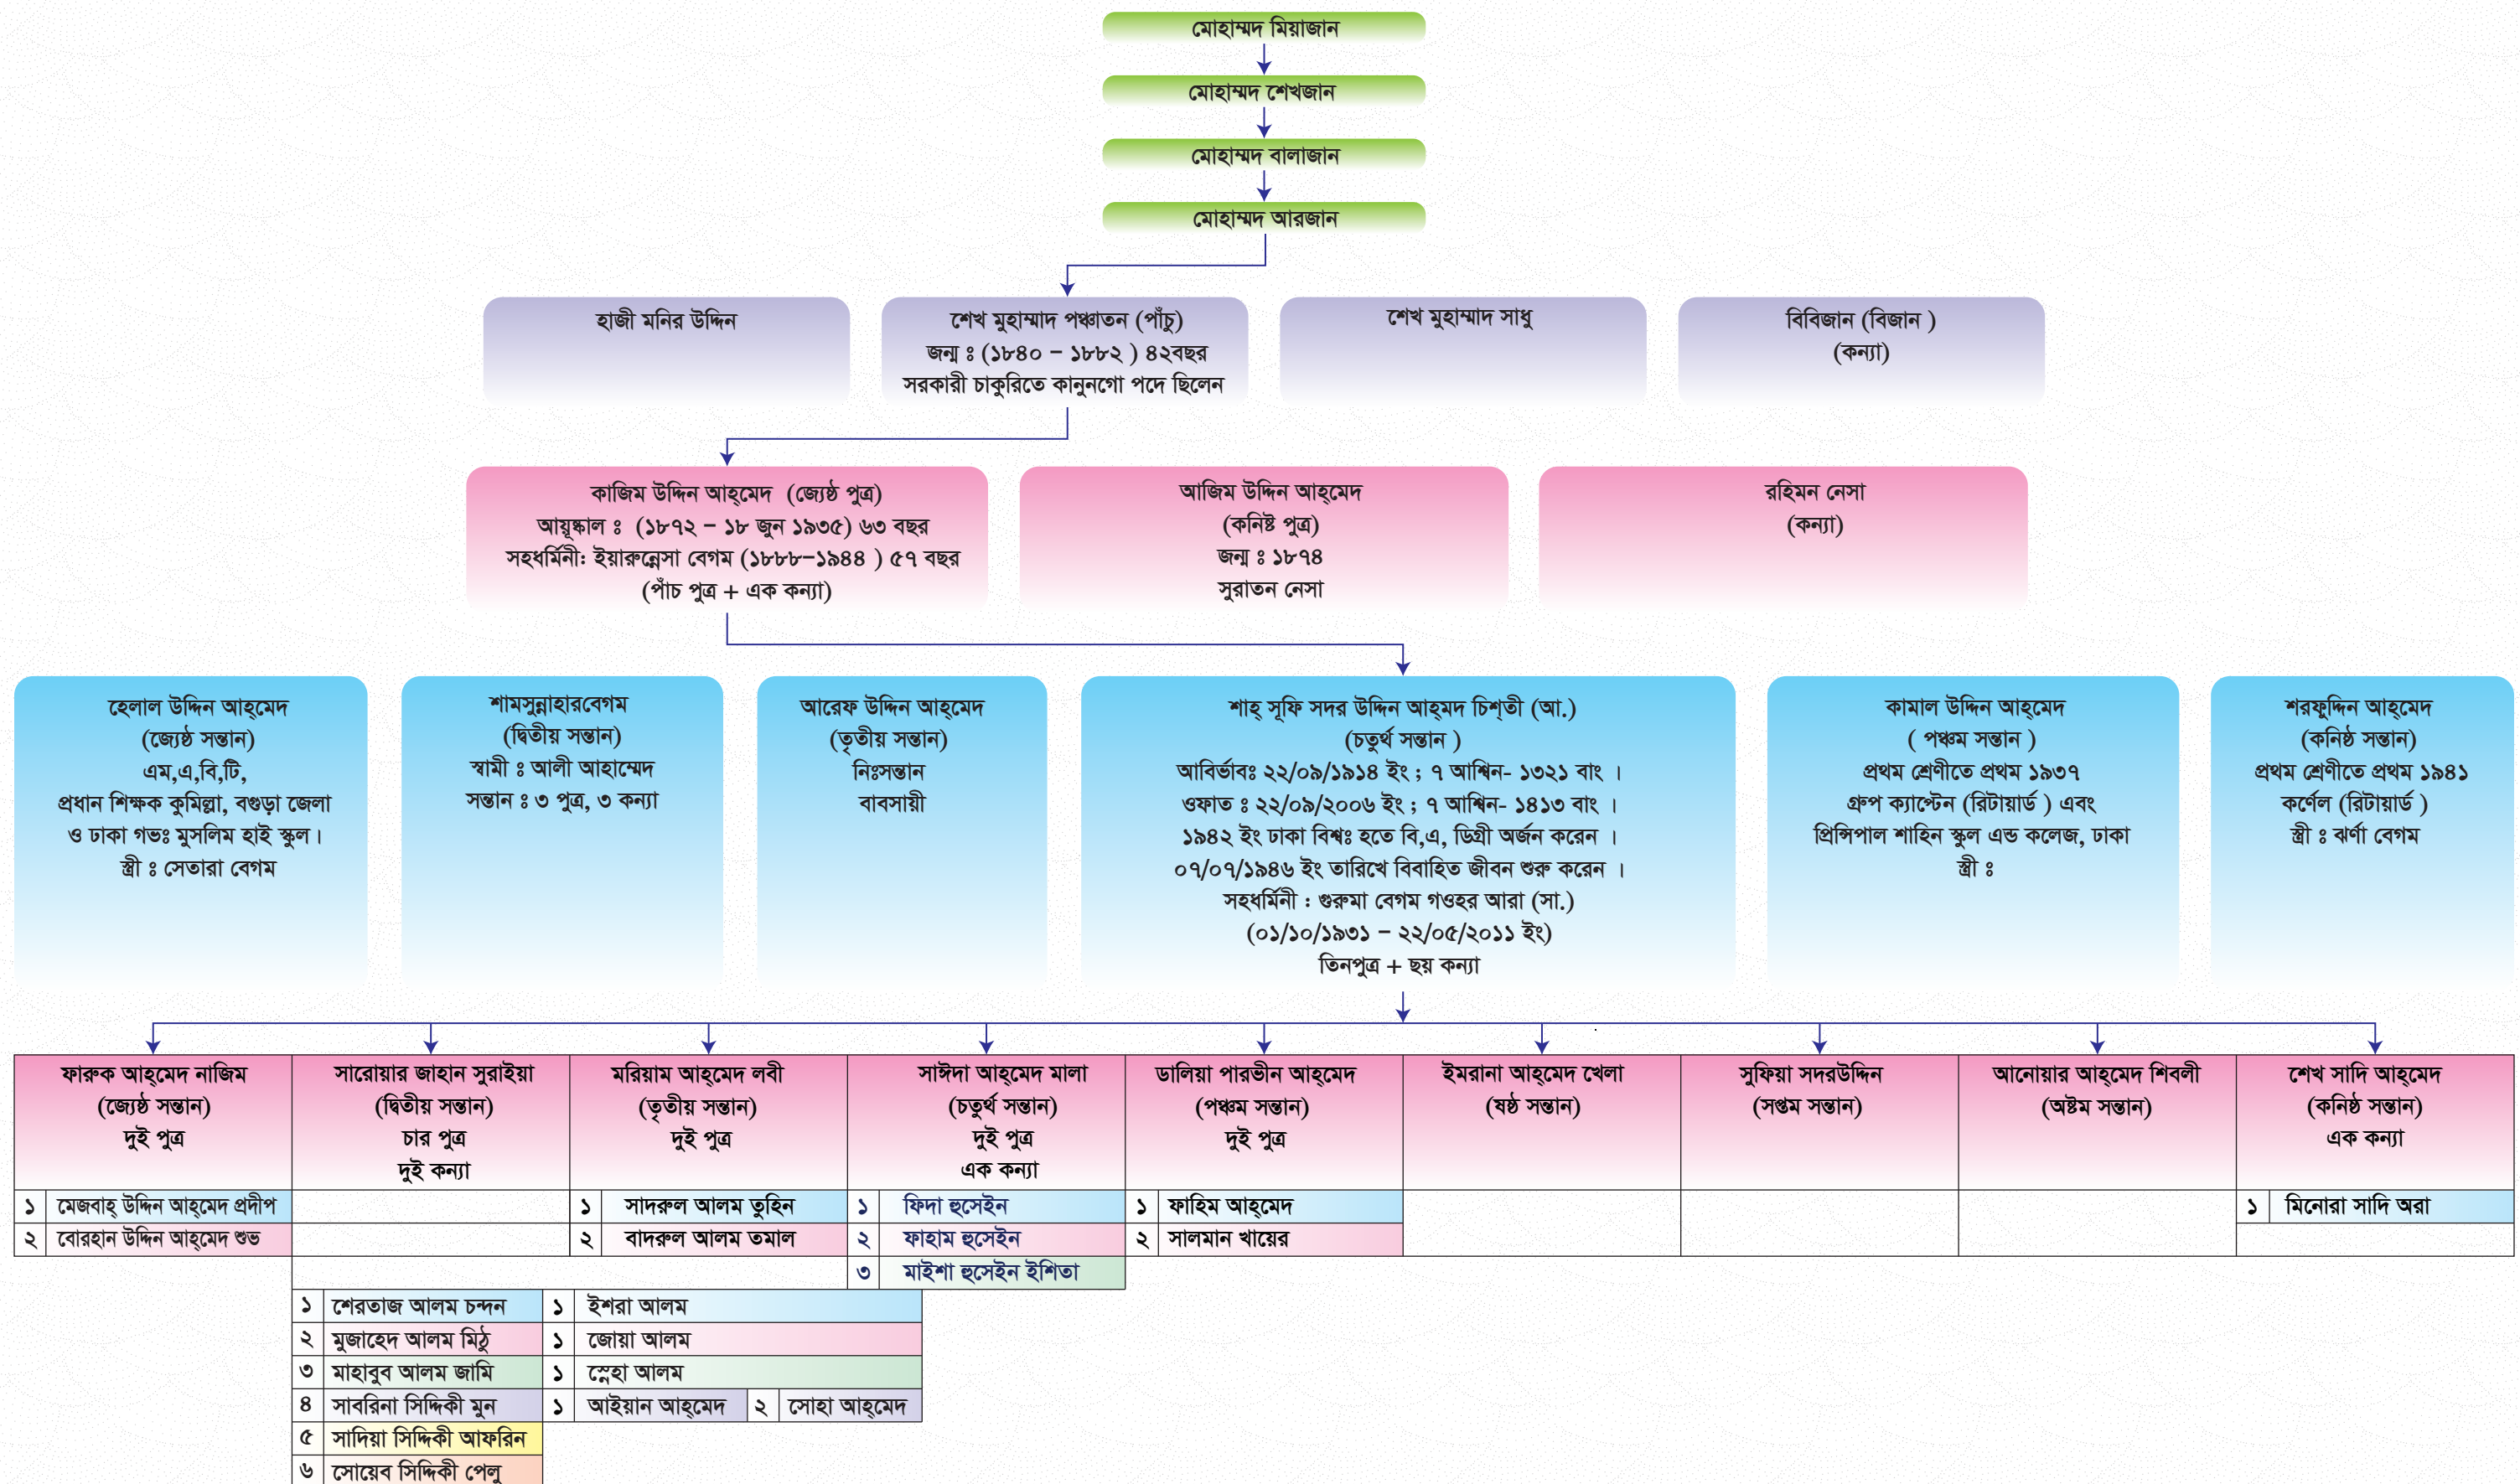 মোহাম্মদ মিয়াজান
মোহাম্মদ শেখজান
মোহাম্মদ বালাজান
মোহাম্মদ আরজান
হাজী মনির উদ্দিন
শেখ মুহাম্মাদ পঞ্চাতন (পাঁচু)
জন্ম ঃ (১৮৪০ – ১৮৮২ ) ৪২বছর
সরকারী চাকুরিতে কানুনগো পদে ছিলেন
শেখ মুহাম্মাদ সাধু
বিবিজান (বিজান )
(কন্যা)
কাজিম উদ্দিন আহ্‌মেদ (জ্যেষ্ঠ পুত্র)
আয়ূষ্কাল ঃ (১৮৭২ – ১৮ জুন ১৯৩৫) ৬৩ বছর
সহধর্মিনী: ইয়ারুন্নেসা বেগম (১৮৮৮–১৯৪৪ ) ৫৭ বছর
(পাঁচ পুত্র + এক কন্যা)
আজিম উদ্দিন আহ্‌মেদ
(কনিষ্ট পুত্র)
জন্ম ঃ ১৮৭৪
সুরাতন নেসা
রহিমন নেসা
(কন্যা)
হেলাল উদ্দিন আহ্‌মেদ
(জ্যেষ্ঠ সন্তান)
এম,এ,বি,টি,
প্রধান শিক্ষক কুমিল্লা, বগুড়া জেলা
ও ঢাকা গভঃ মুসলিম হাই স্কুল।
স্ত্রী ঃ সেতারা বেগম
শামসুন্নাহারবেগম
(দ্বিতীয় সন্তান)
স্বামী ঃ আলী আহাম্মেদ
সন্তান ঃ ৩ পুত্র, ৩ কন্যা
আরেফ উদ্দিন আহ্‌মেদ
(তৃতীয় সন্তান)
নিঃসন্তান
বাবসায়ী
শাহ্ সূফি সদর উদ্দিন আহ্‌মদ চিশ্‌তী (আ.)
(চতুর্থ সন্তান )
আবির্ভাবঃ ২২/০৯/১৯১৪ ইং ; ৭ আশ্বিন- ১৩২১ বাং ।
ওফাত ঃ ২২/০৯/২০০৬ ইং ; ৭ আশ্বিন- ১৪১৩ বাং ।
১৯৪২ ইং ঢাকা বিশ্বঃ হতে বি,এ, ডিগ্রী অর্জন করেন ।
০৭/০৭/১৯৪৬ ইং তারিখে বিবাহিত জীবন শুরু করেন ।
সহধর্মিনী : গুরুমা বেগম গওহর আরা (সা.)
(০১/১০/১৯৩১ – ২২/০৫/২০১১ ইং)
তিনপুত্র + ছয় কন্যা
কামাল উদ্দিন আহ্‌মেদ
( পঞ্চম সন্তান )
প্রথম শ্রেণীতে প্রথম ১৯৩৭
গ্রুপ ক্যাপ্টেন (রিটায়ার্ড ) এবং
প্রিন্সিপাল শাহিন স্কুল এন্ড কলেজ, ঢাকা
স্ত্রী ঃ
শরফুদ্দিন আহ্‌মেদ
(কনিষ্ঠ সন্তান)
প্রথম শ্রেণীতে প্রথম ১৯৪১
কর্ণেল (রিটায়ার্ড )
স্ত্রী ঃ ঝর্ণা বেগম
ফারুক আহ্‌মেদ নাজিম
(জ্যেষ্ঠ সন্তান)
দুই পুত্র
সারোয়ার জাহান সুরাইয়া
(দ্বিতীয় সন্তান)
চার পুত্র
দুই কন্যা
মরিয়াম আহ্‌মেদ লবী
(তৃতীয় সন্তান)
দুই পুত্র
সাঈদা আহ্‌মেদ মালা
(চতুর্থ সন্তান)
দুই পুত্র
এক কন্যা
ডালিয়া পারভীন আহ্‌মেদ
(পঞ্চম সন্তান)
দুই পুত্র
ইমরানা আহ্‌মেদ খেলা
(ষষ্ঠ সন্তান)
সুফিয়া সদরউদ্দিন
(সপ্তম সন্তান)
আনোয়ার আহ্‌মেদ শিবলী
(অষ্টম সন্তান)
শেখ সাদি আহ্‌মেদ
(কনিষ্ঠ সন্তান)
এক কন্যা
১ মেজবাহ্ উদ্দিন আহ্‌মেদ প্রদীপ
২ বোরহান উদ্দিন আহ্‌মেদ শুভ
১ সাদরুল আলম তুহিন
২ বাদরুল আলম তমাল
১ ফিদা হুসেইন
২ ফাহাম হুসেইন
৩ মাইশা হুসেইন ইশিতা
১ ফাহিম আহ্‌মেদ
২ সালমান খায়ের
১ মিনোরা সাদি অরা
১ শেরতাজ আলম চন্দন ১ ইশরা আলম
২ মুজাহেদ আলম মিঠু ১ জোয়া আলম
৩ মাহাবুব আলম জামি ১ স্নেহা আলম
৪ সাবরিনা সিদ্দিকী মুন ১ আইয়ান আহ্‌মেদ ২ সোহা আহ্‌মেদ
৫ সাদিয়া সিদ্দিকী আফরিন
৬ সোয়েব সিদ্দিকী পেলু